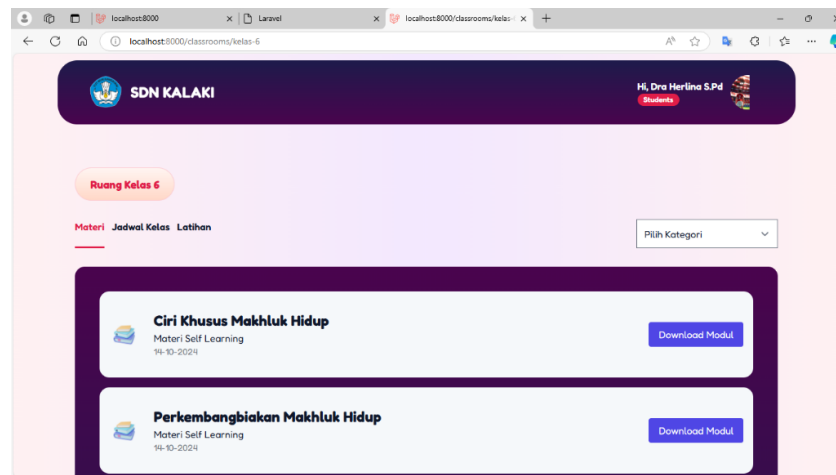 localhost:8000
Laravel
localhost:8000/classrooms/kelas-
localhost:8000/classrooms/kelas-6
SDN KALAKI
Hi, Dra Herlina S.Pd
Students
Ruang Kelas 6
Materi Jadwal Kelas Latihan
Pilih Kategori
Ciri Khusus Makhluk Hidup
Materi Self Learning
14-10-2024
Download Modul
Perkembangbiakan Makhluk Hidup
Materi Self Learning
14-10-2024
Download Modul